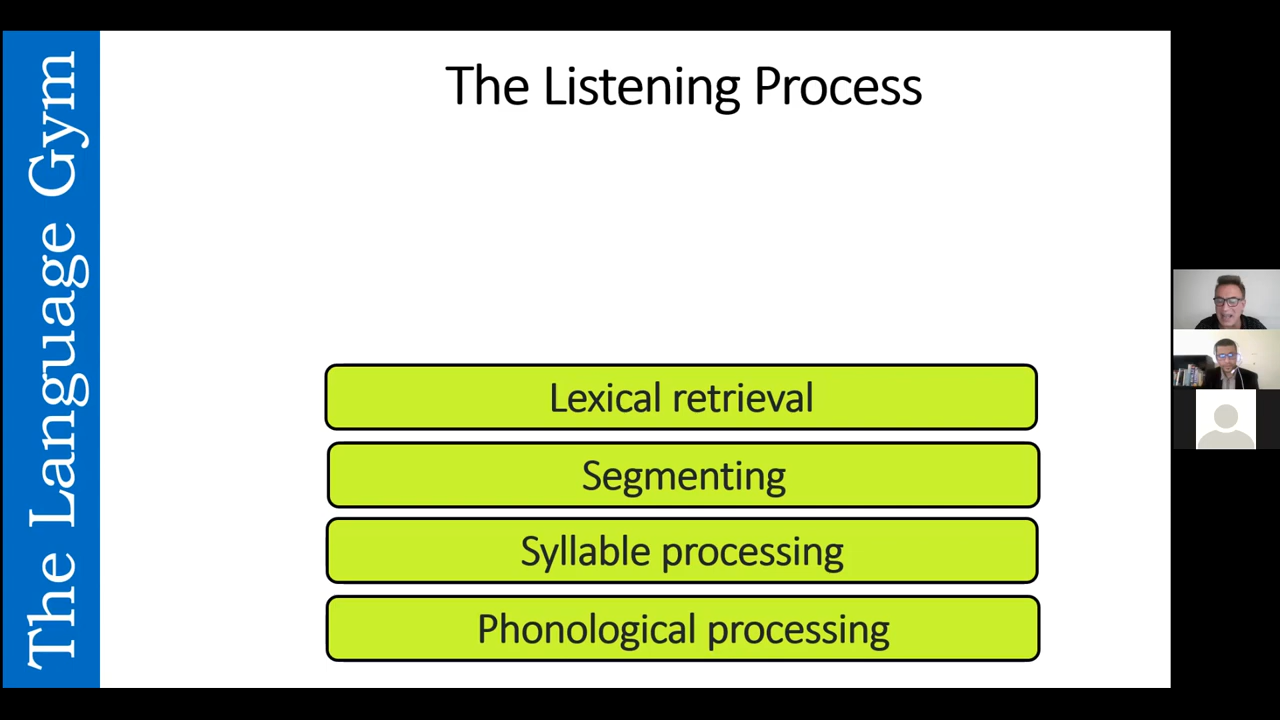 The Language Gym
The Listening Process
Lexical retrieval
Segmenting
Syllable processing
Phonological processing